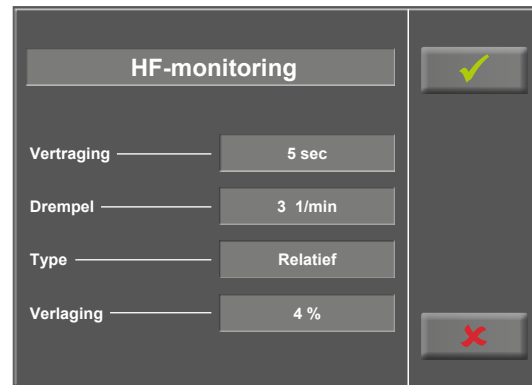 HF-monitoring
Vertraging 5 sec
Drempel 3 1/min
Type Relatief
Verlaging 4 %